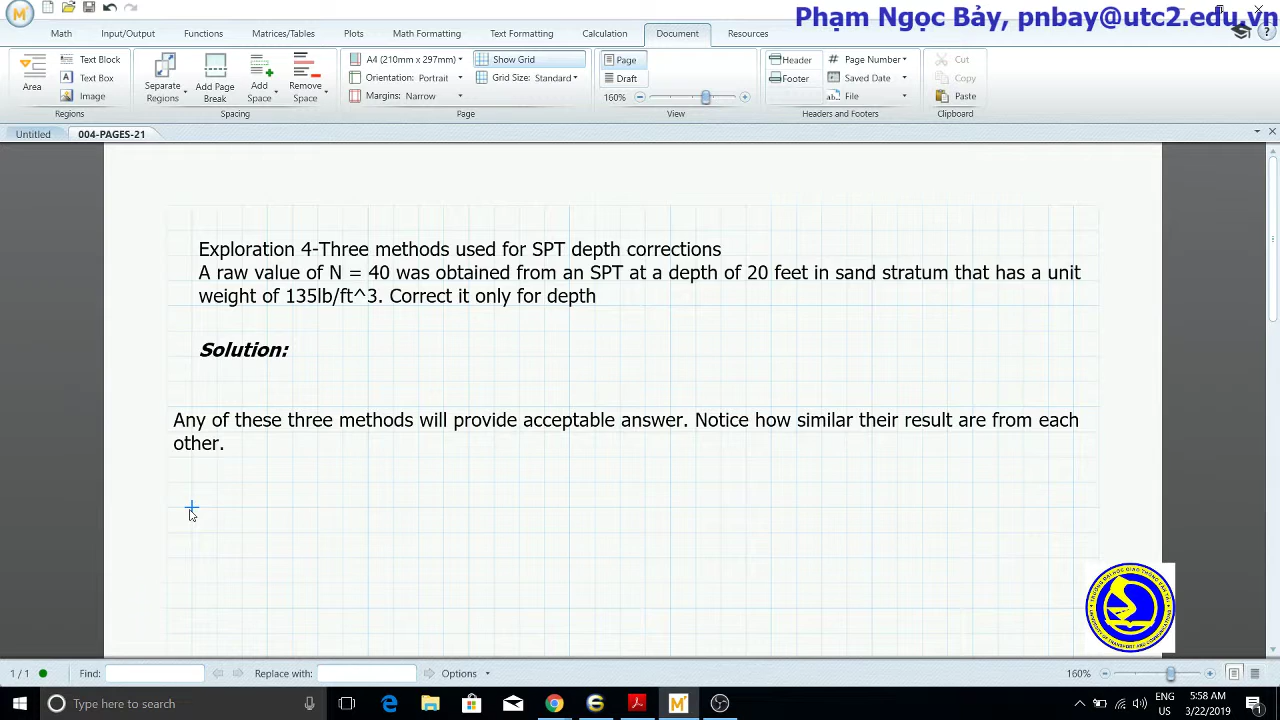 Phạm Ngọc Bảy, pnbay@utc2.edu.vn
Math Input/Output Functions Matrices/Tables Plots Math Formatting Text Formatting Calculation Document Resources
Area
Text Block
Text Box
Image
Regions
Separate Regions
Add Page Break
Add Space
Remove Space
Spacing
A4 (210mm x 297mm)
Orientation: Portrait
Margins: Narrow
Show Grid
Grid Size: Standard
Page
Page
Draft
160%
View
Header
Footer
Page Number
Saved Date
File
Headers and Footers
Cut
Copy
Paste
Clipboard
Untitled 004-PAGES-21
Exploration 4-Three methods used for SPT depth corrections
A raw value of N = 40 was obtained from an SPT at a depth of 20 feet in sand stratum that has a unit
weight of 135lb/ft^3. Correct it only for depth
Solution:
Any of these three methods will provide acceptable answer. Notice how similar their result are from each
other.
1 / 1 Find: Replace with: Options 160%
Type here to search
ENG
US
5:58 AM
3/22/2019